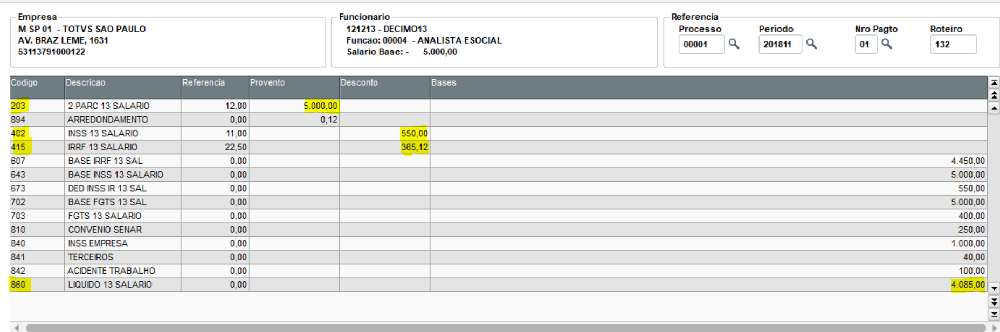 Empresa
M SP 01 - TOTVS SAO PAULO
AV. BRAZ LEME, 1631
53113791000122
Funcionario
121213 - DECIMO13
Funcao: 00004 - ANALISTA ESOCIAL
Salario Base: - 5.000,00
Referencia
Processo Período Nro Pagto Roteiro
00001 201811 01 132
Codigo Descricao Referencia Provento Desconto Bases
203 2 PARC 13 SALARIO 12,00 5.000,00
894 ARREDONDAMENTO 0,00 0,12
402 INSS 13 SALARIO 11,00 550,00
415 IRRF 13 SALARIO 22,50 365,12
607 BASE IRRF 13 SAL 0,00 4.450,00
643 BASE INSS 13 SALARIO 0,00 5.000,00
673 DED INSS IR 13 SAL 0,00 550,00
702 BASE FGTS 13 SAL 0,00 5.000,00
703 FGTS 13 SALARIO 0,00 400,00
810 CONVENIO SENAR 0,00 250,00
840 INSS EMPRESA 0,00 1.000,00
841 TERCEIROS 0,00 40,00
842 ACIDENTE TRABALHO 0,00 100,00
860 LIQUIDO 13 SALARIO 0,00 4.085,00